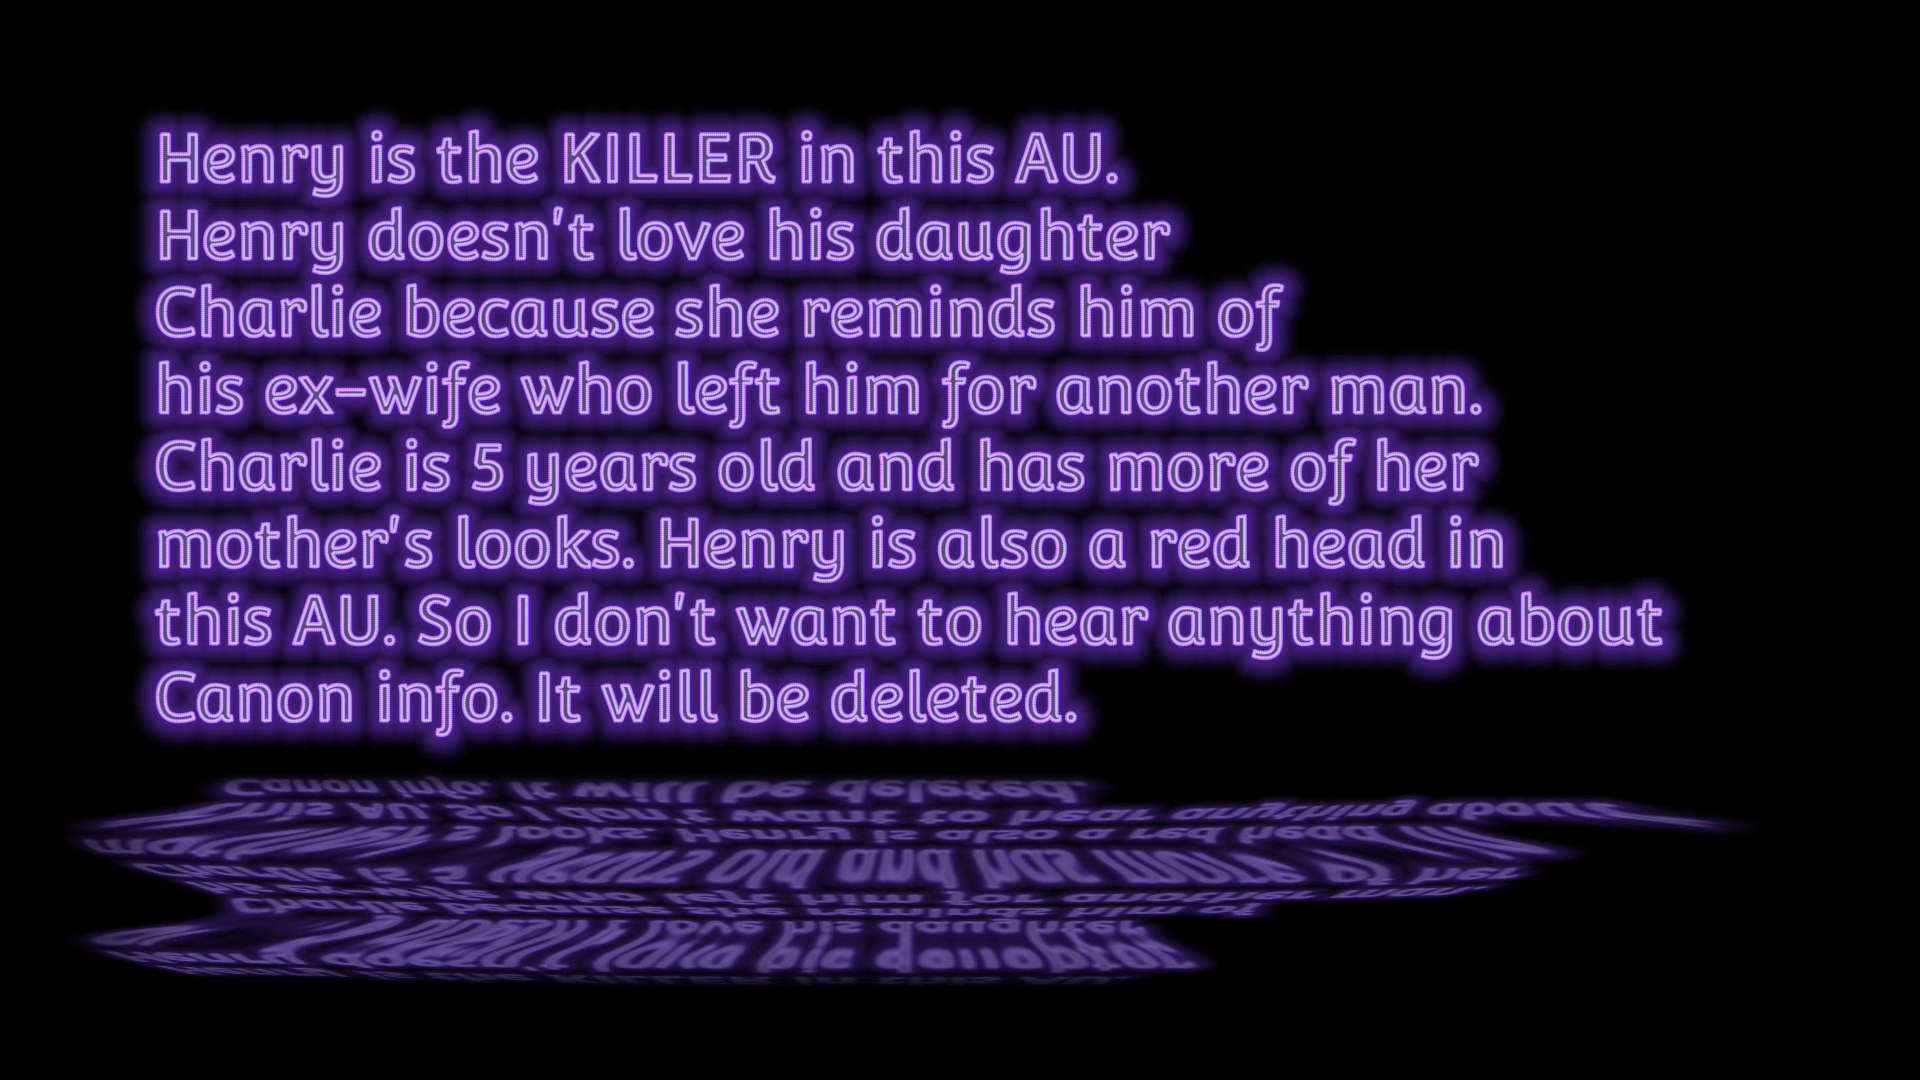 Henry is the KILLER in this AU.
Henry doesn't love his daughter
Charlie because she reminds him of
his ex-wife who left him for another man.
Charlie is 5 years old and has more of her
mother's looks. Henry is also a red head in
this AU. So I don't want to hear anything about
Canon info. It will be deleted.